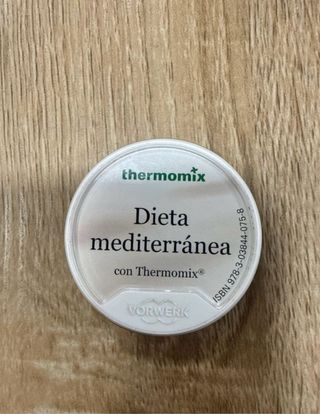 thermomix
Dieta
mediterránea
con Thermomix®
VORWERK
ISBN 978-3-03844-075-8